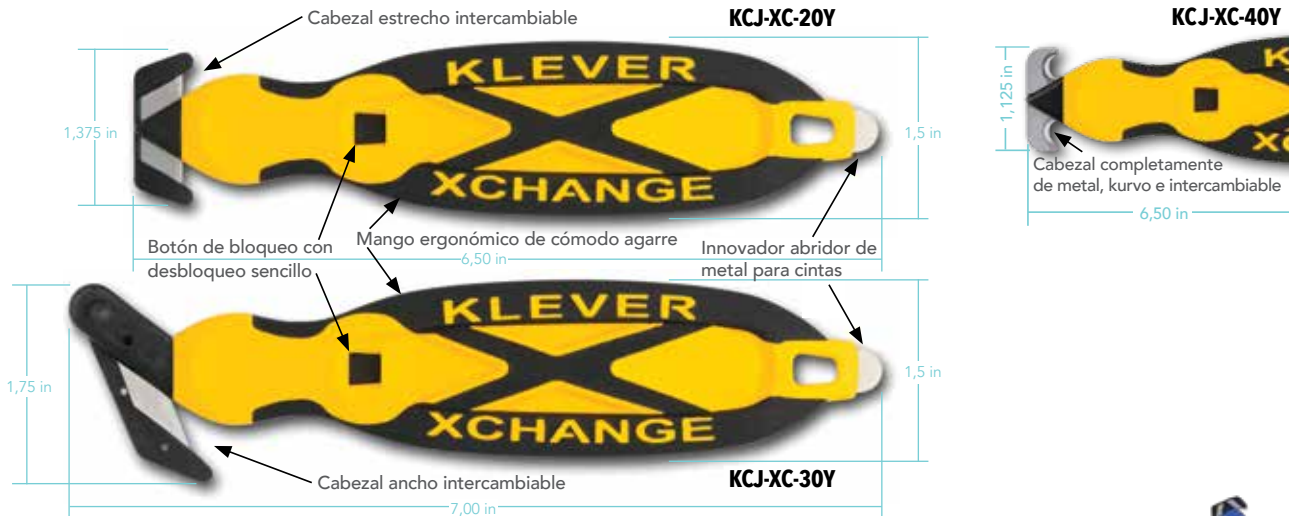 Cabezal estrecho intercambiable
KCJ-XC-20Y
KCJ-XC-40Y
KLEVER
XCHANGE
1,375 in
1,5 in
1,125 in
Cabezal completamente
de metal, kurvo e intercambiable
6,50 in
Botón de bloqueo con
desbloqueo sencillo
Mango ergonómico de cómodo agarre
Innovador abridor de
metal para cintas
6,50 in
KLEVER
XCHANGE
1,75 in
1,5 in
Cabezal ancho intercambiable
KCJ-XC-30Y
7,00 in